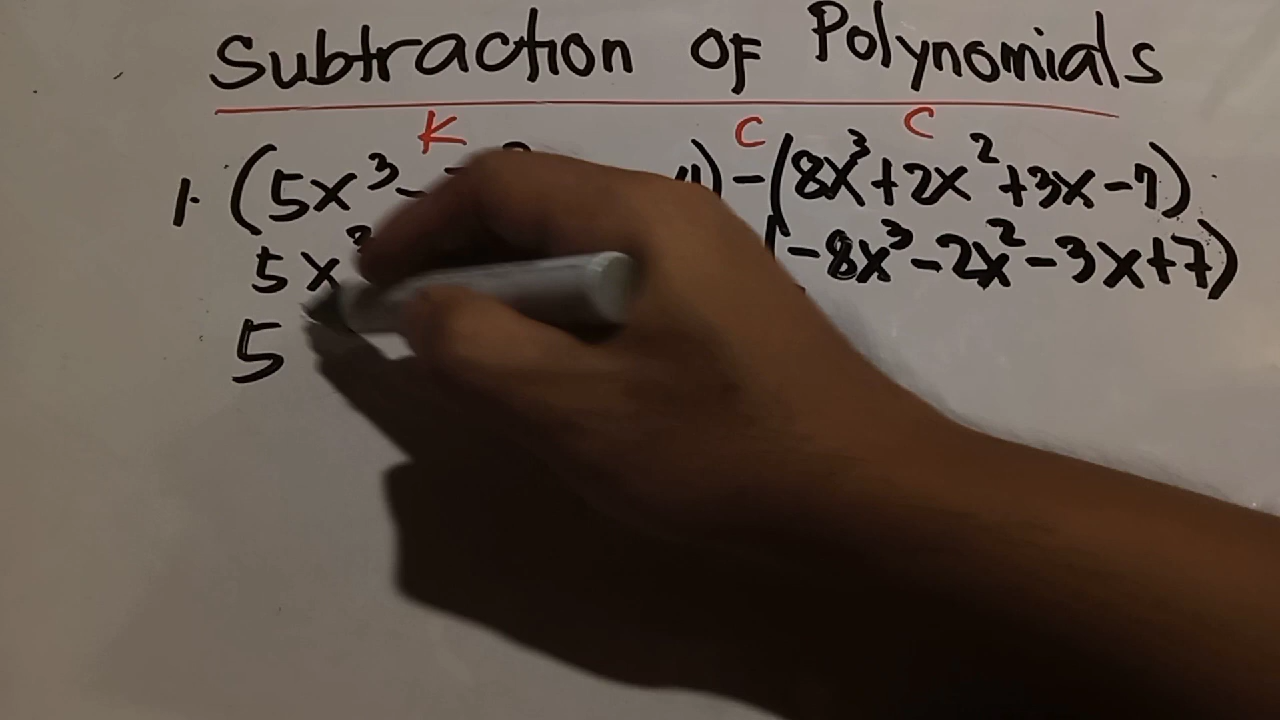 Subtraction of Polynomials
K C C
1. (5x³ - ) - (8x³ + 2x² + 3x - 7)
5x³ (-8x³ - 2x² - 3x + 7)
5